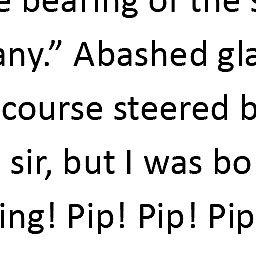 e bearing of the s
any.” Abashed gla
course steered b
sir, but I was bo
ing! Pip! Pip! Pip